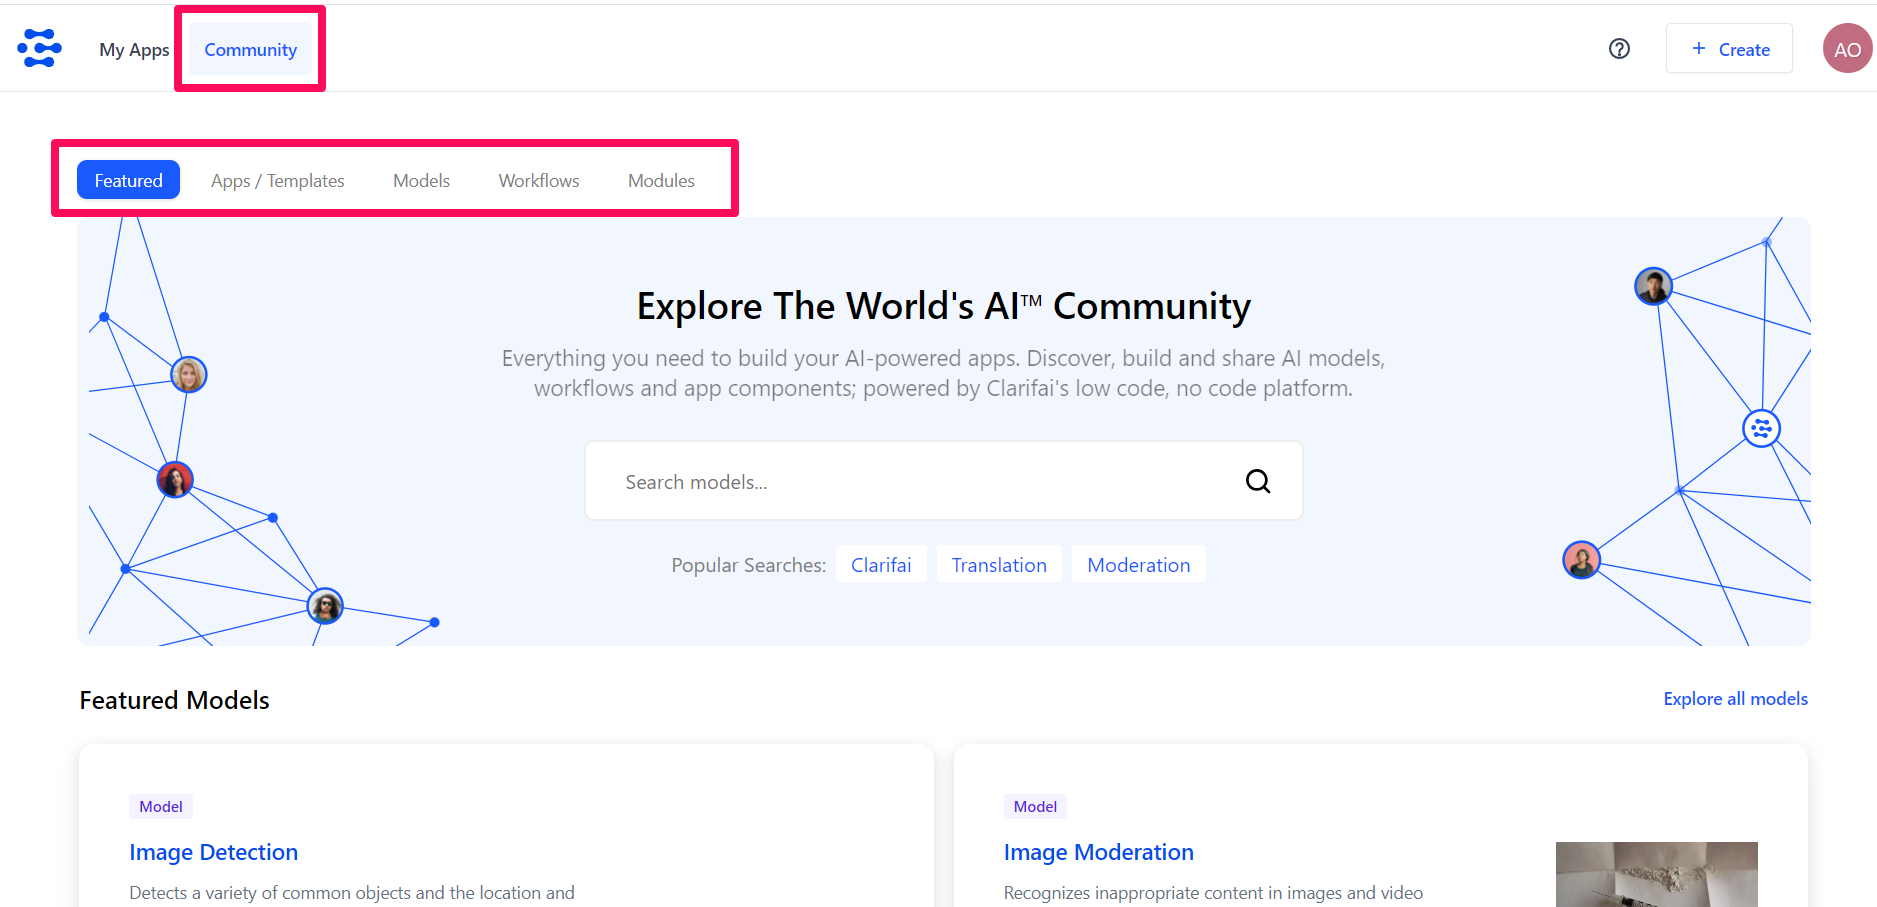 My Apps
Community
Create
AO
Featured
Apps / Templates
Models
Workflows
Modules
Explore The World's AI™ Community
Everything you need to build your AI-powered apps. Discover, build and share AI models,
workflows and app components; powered by Clarifai's low code, no code platform.
Search models...
Popular Searches:
Clarifai
Translation
Moderation
Featured Models
Explore all models
Model
Image Detection
Detects a variety of common objects and the location and
Model
Image Moderation
Recognizes inappropriate content in images and video